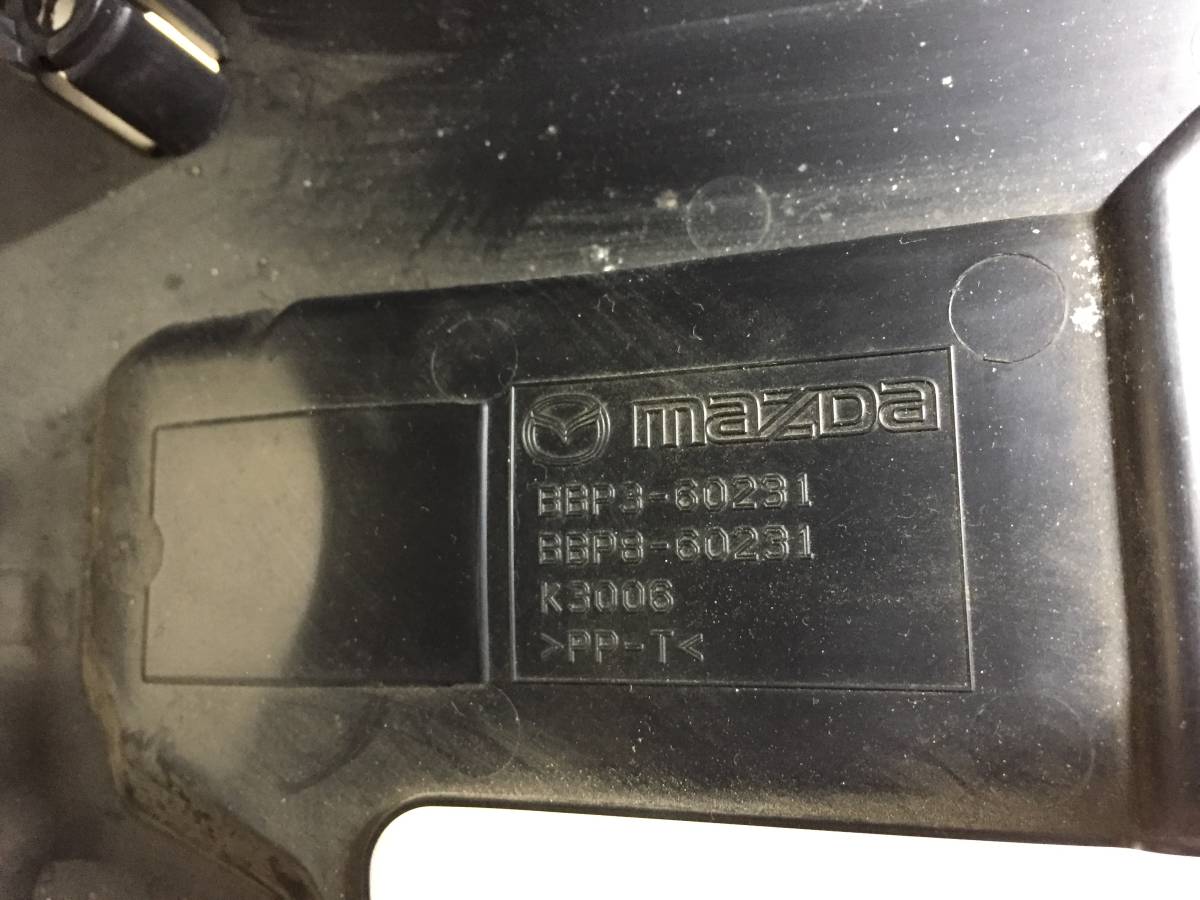 mazda
BBP3-60231
BBP8-60231
K3006
>PP-T<